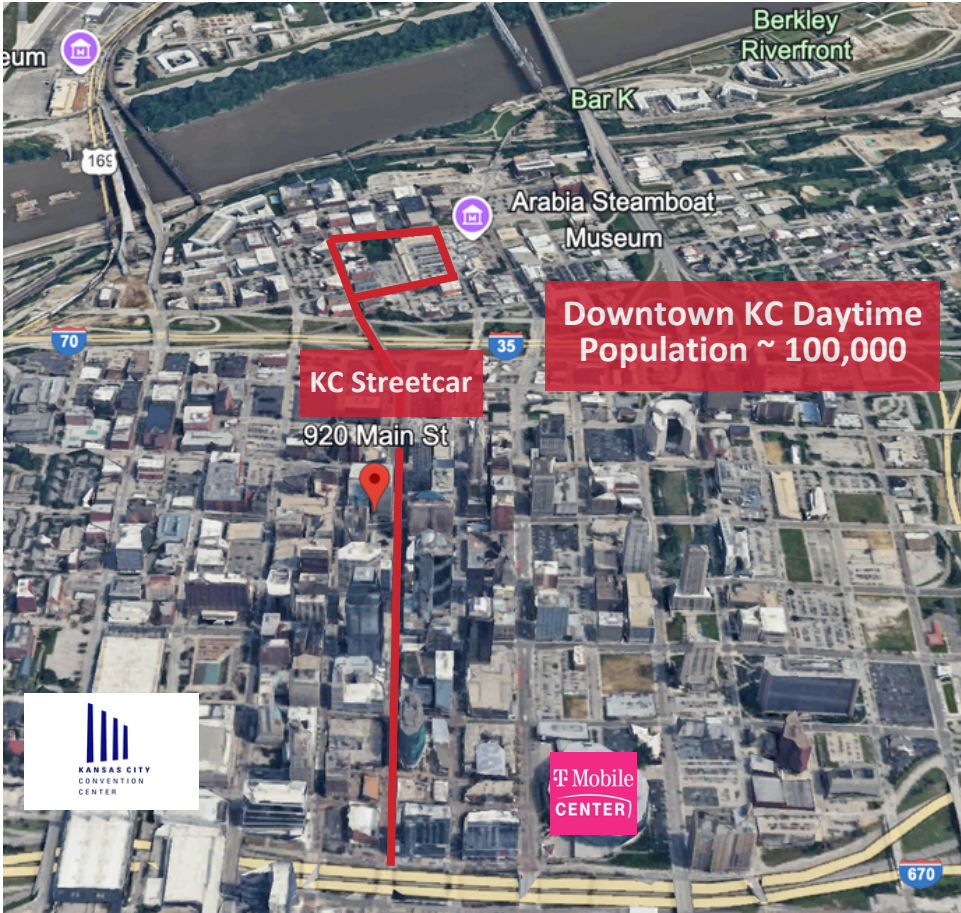 Berkley
Riverfront
eum
Bar K
169
Arabia Steamboat
Museum
Downtown KC Daytime
Population ~ 100,000
70
35
KC Streetcar
920 Main St
KANSAS CITY
CONVENTION
CENTER
T Mobile
CENTER
670